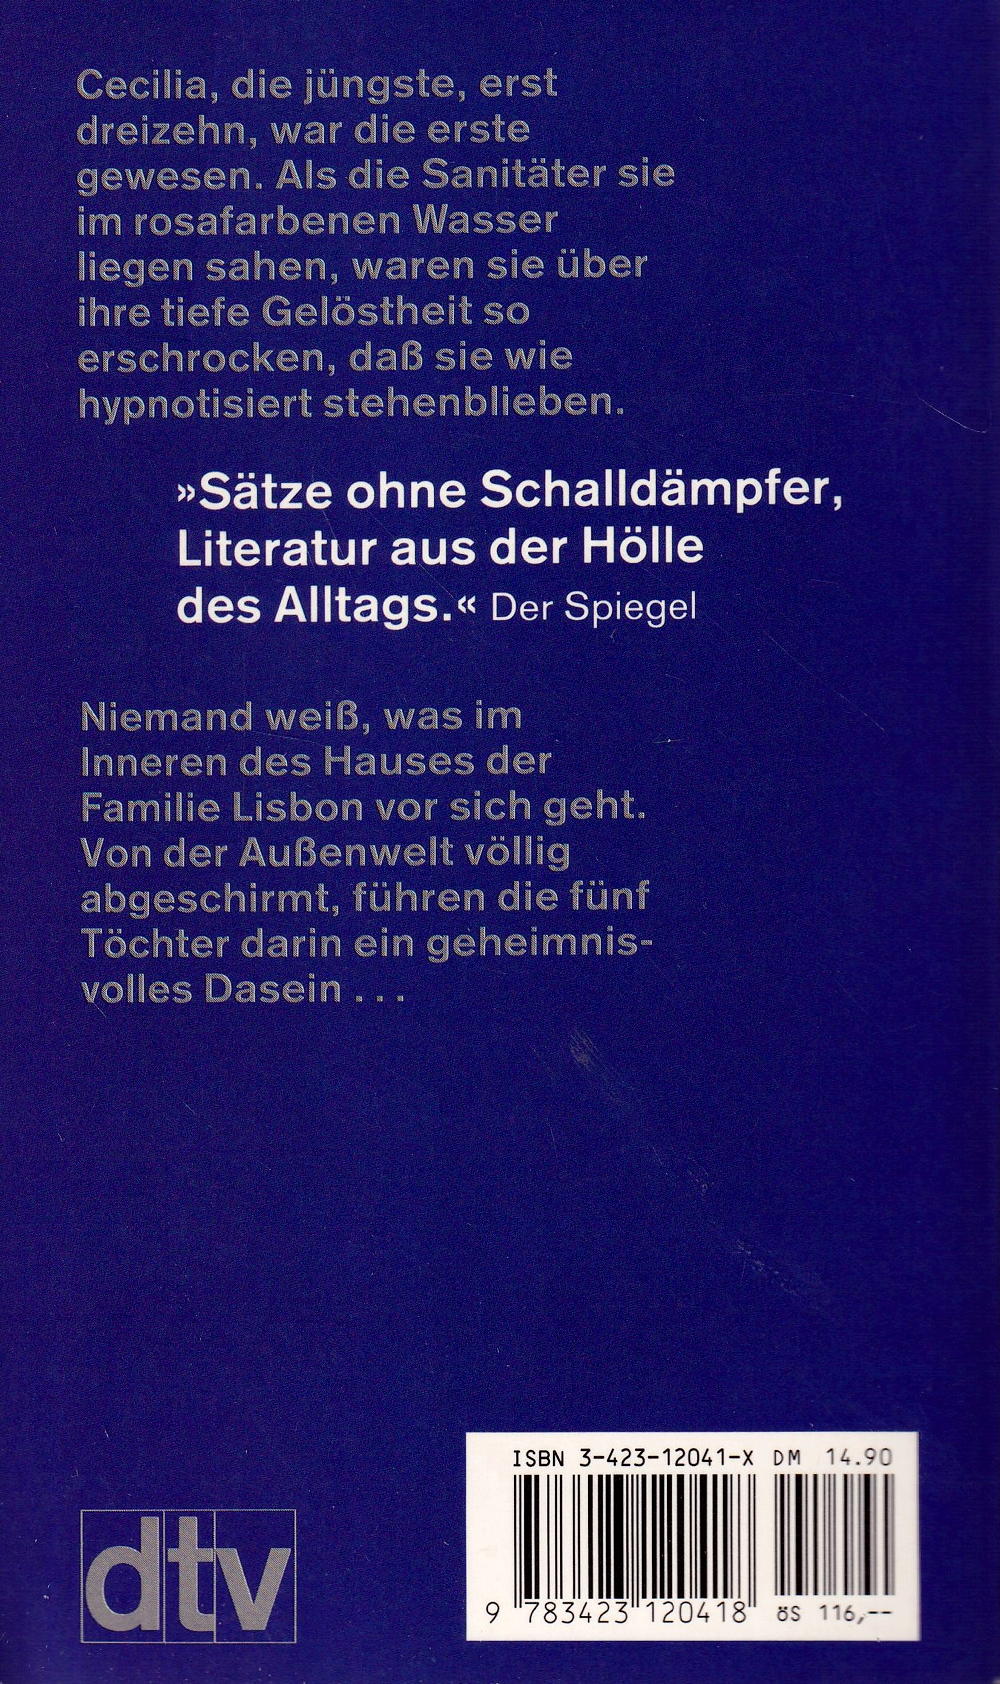 Cecilia, die jüngste, erst
dreizehn, war die erste
gewesen. Als die Sanitäter sie
im rosafarbenen Wasser
liegen sahen, waren sie über
ihre tiefe Gelöstheit so
erschrocken, daß sie wie
hypnotisiert stehenblieben.
»Sätze ohne Schalldämpfer,
Literatur aus der Hölle
des Alltags.« Der Spiegel
Niemand weiß, was im
Inneren des Hauses der
Familie Lisbon vor sich geht.
Von der Außenwelt völlig
abgeschirmt, führen die fünf
Töchter darin ein geheimnis-
volles Dasein . . .
ISBN 3-423-12041-X DM 14.90
9 783423 120418 öS 116,--
dtv